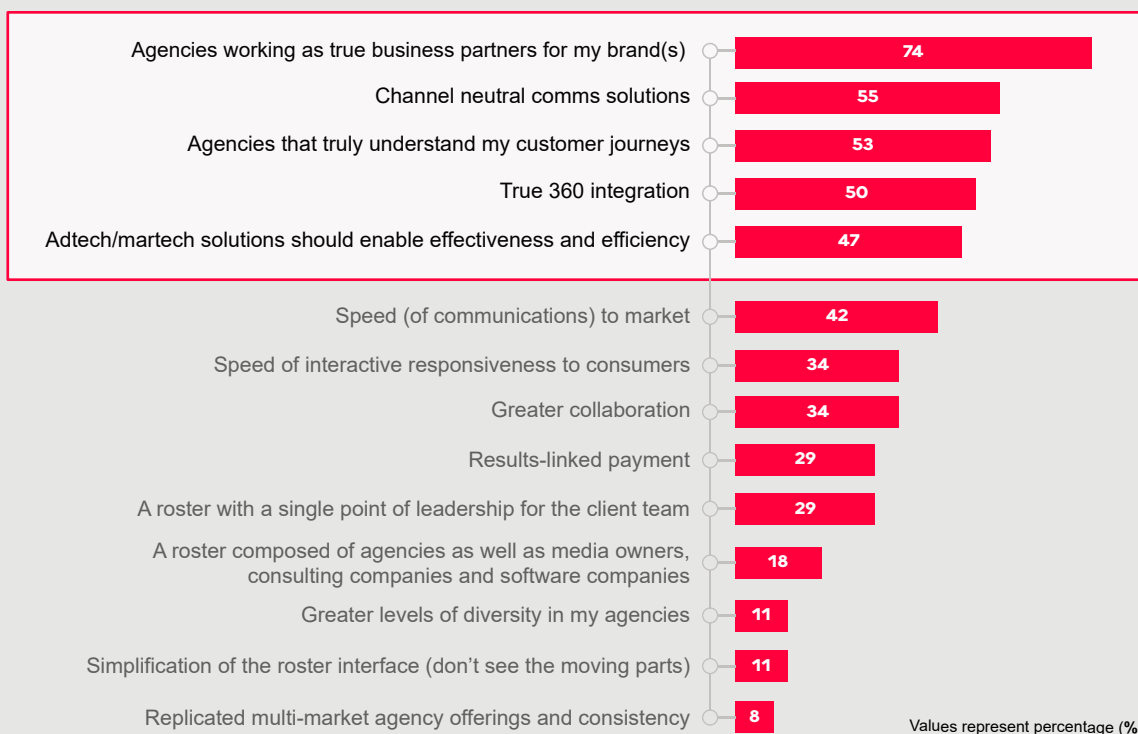 Agencies working as true business partners for my brand(s)
74
Channel neutral comms solutions
55
Agencies that truly understand my customer journeys
53
True 360 integration
50
Adtech/martech solutions should enable effectiveness and efficiency
47
Speed (of communications) to market
42
Speed of interactive responsiveness to consumers
34
Greater collaboration
34
Results-linked payment
29
A roster with a single point of leadership for the client team
29
A roster composed of agencies as well as media owners,
consulting companies and software companies
18
Greater levels of diversity in my agencies
11
Simplification of the roster interface (don’t see the moving parts)
11
Replicated multi-market agency offerings and consistency
8
Values represent percentage (%